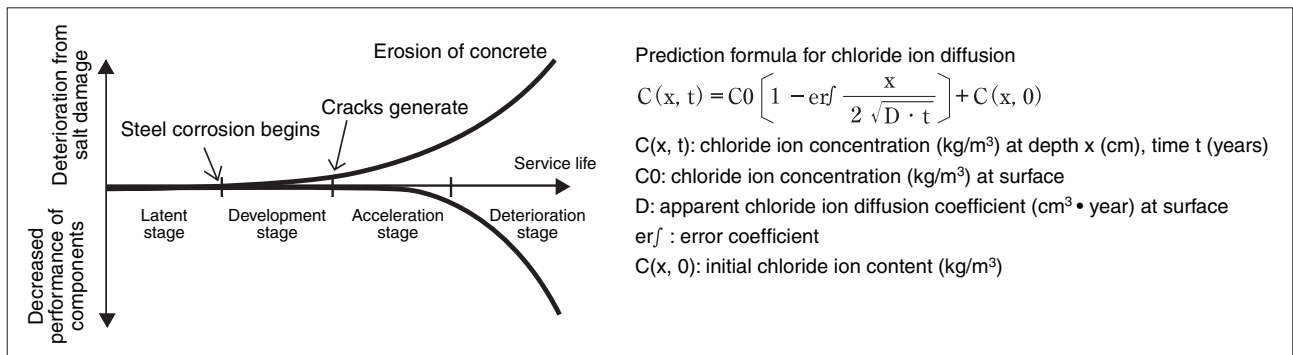 Deterioration from
salt damage
Decreased
performance of
components
Erosion of concrete
Cracks generate
Steel corrosion begins
Service life
Latent
stage
Development
stage
Acceleration
stage
Deterioration stage
Prediction formula for chloride ion diffusion
C(x, t) = C0 [1 − er∫ x / 2 √D · t] + C(x, 0)
C(x, t): chloride ion concentration (kg/m³) at depth x (cm), time t (years)
C0: chloride ion concentration (kg/m³) at surface
D: apparent chloride ion diffusion coefficient (cm³ • year) at surface
er∫ : error coefficient
C(x, 0): initial chloride ion content (kg/m³)